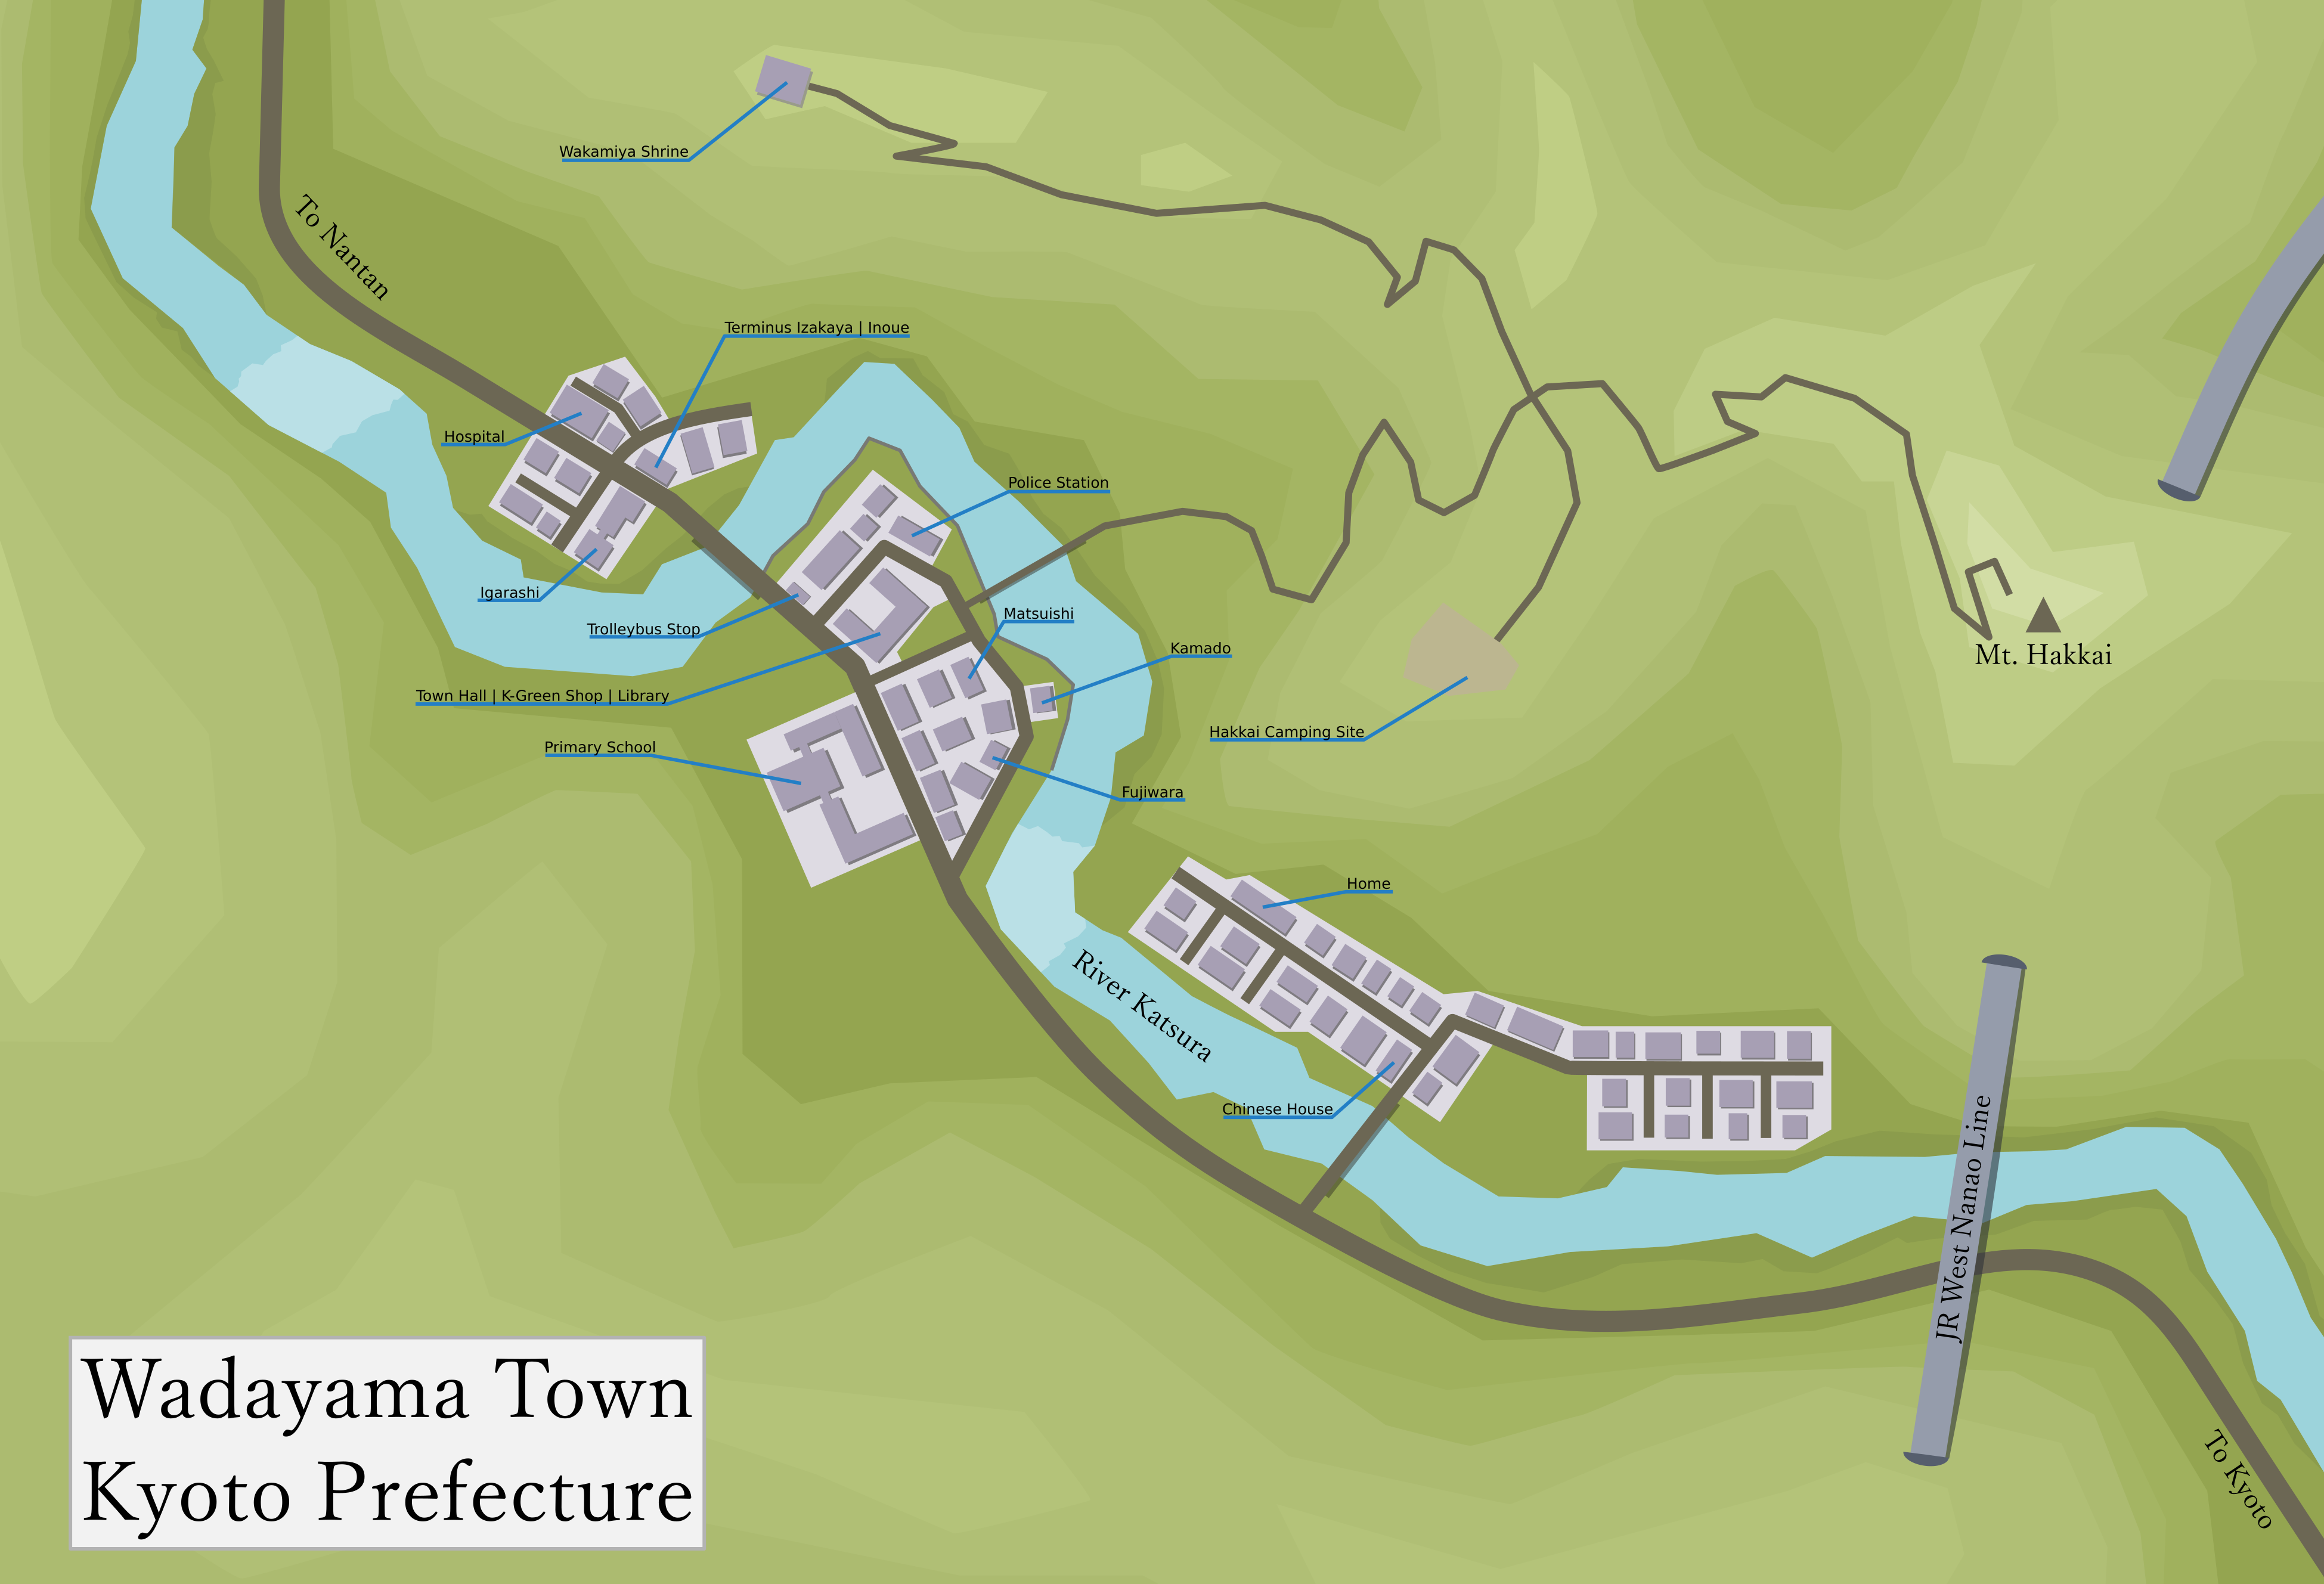 Wakamiya Shrine
To Nantan
Terminus Izakaya | Inoue
Hospital
Police Station
Igarashi
Trolleybus Stop
Matsuishi
Kamado
Mt. Hakkai
Town Hall | K-Green Shop | Library
Hakkai Camping Site
Primary School
Fujiwara
Home
River Katsura
Chinese House
JR West Nanao Line
To Kyoto
Wadayama Town
Kyoto Prefecture